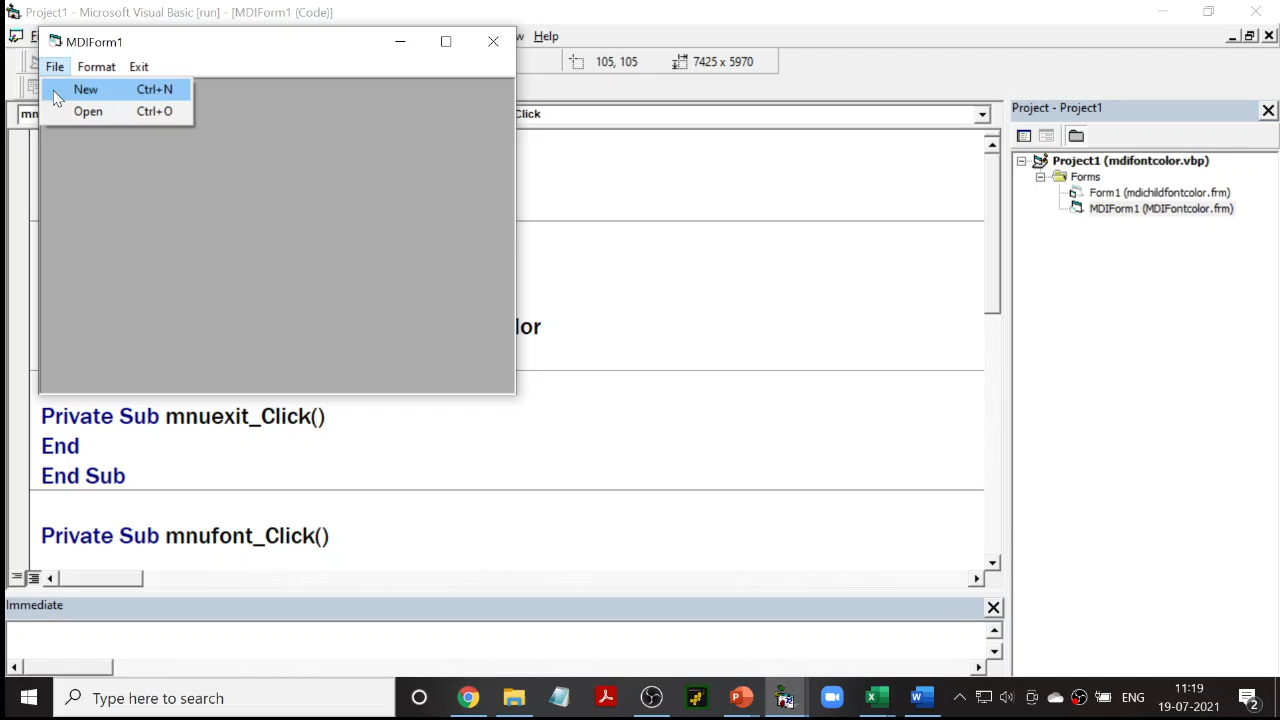 Project1 - Microsoft Visual Basic [run] - [MDIForm1 (Code)]
Help
MDIForm1
105, 105
7425 x 5970
File Format Exit
New Ctrl+N
Open Ctrl+O
Click
Project - Project1
Project1 (mdifontcolor.vbp)
Forms
Form1 (mdichildfontcolor.frm)
MDIForm1 (MDIFontcolor.frm)
lor
Private Sub mnuexit_Click()
End
End Sub
Private Sub mnufont_Click()
Immediate
Type here to search
ENG
11:19
19-07-2021
2